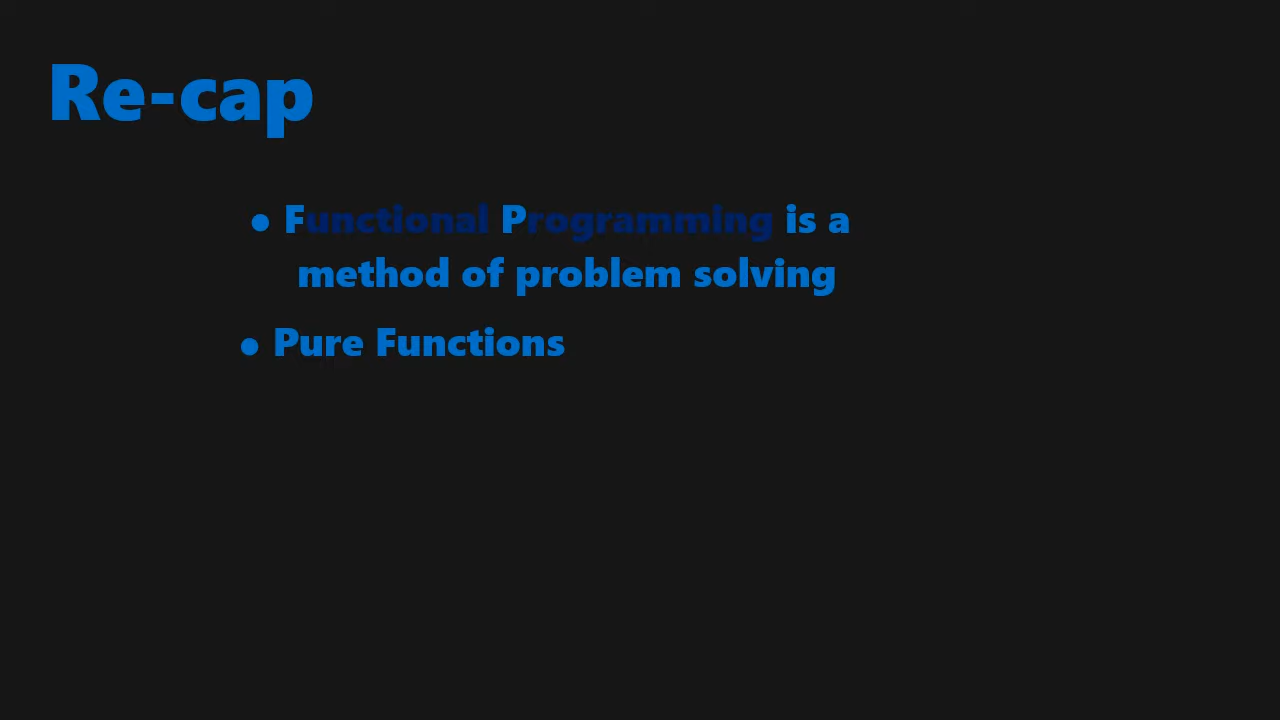 Re-cap
• Functional Programming is a
method of problem solving
• Pure Functions